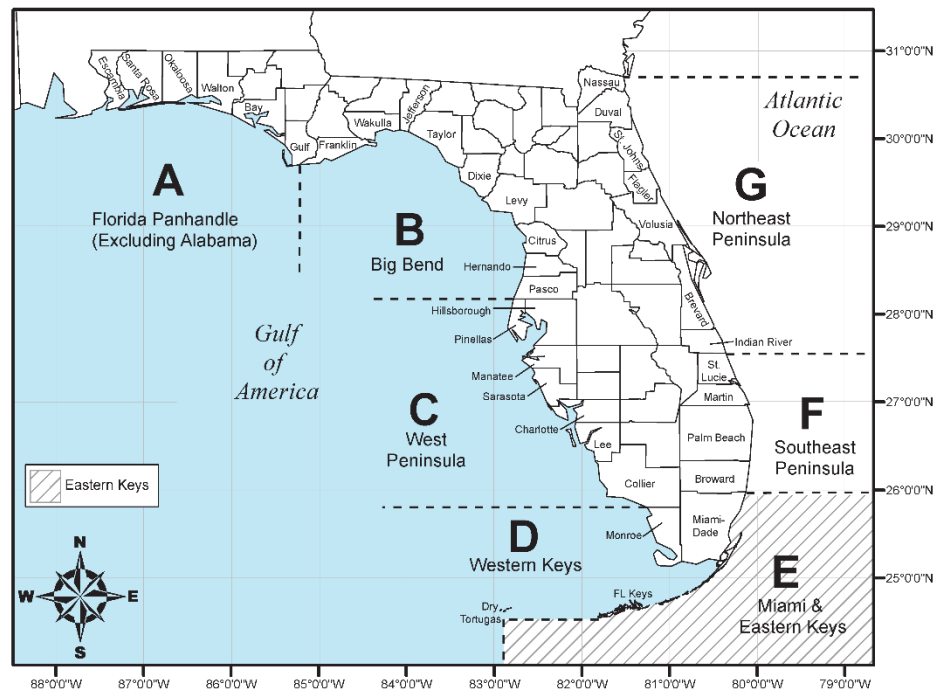 Escambia
Santa Rosa
Okaloosa
Walton
Bay
Gulf
Franklin
Wakulla
Jefferson
Taylor
Dixie
Levy
Citrus
Hernando
Pasco
Hillsborough
Pinellas
Manatee
Sarasota
Charlotte
Lee
Collier
Monroe
Nassau
Duval
St. Johns
Flagler
Volusia
Brevard
Indian River
St.
Lucie
Martin
Palm Beach
Broward
Miami-
Dade
FL Keys
Dry
Tortugas
A
Florida Panhandle
(Excluding Alabama)
B
Big Bend
C
West
Peninsula
D
Western Keys
E
Miami &
Eastern Keys
F
Southeast
Peninsula
G
Northeast
Peninsula
Atlantic
Ocean
Gulf
of
America
Eastern Keys
N
W
E
S
31°0'0"N
30°0'0"N
29°0'0"N
28°0'0"N
27°0'0"N
26°0'0"N
25°0'0"N
88°0'0"W
87°0'0"W
86°0'0"W
85°0'0"W
84°0'0"W
83°0'0"W
82°0'0"W
81°0'0"W
80°0'0"W
79°0'0"W